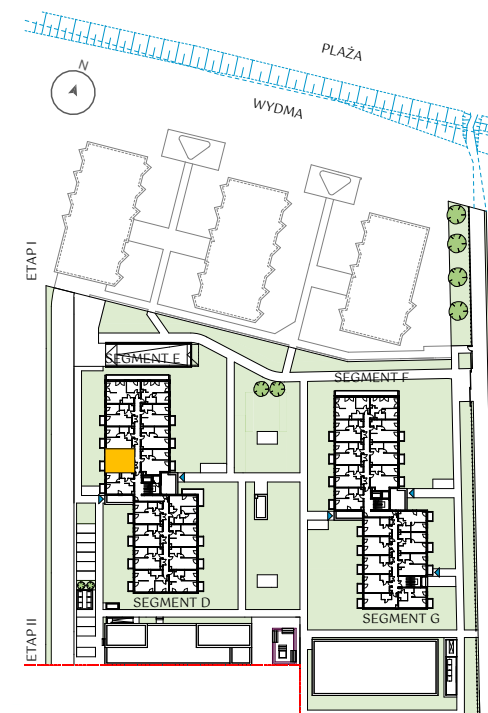 PLAŻA
N
WYDMA
ETAP I
SEGMENT E
SEGMENT F
SEGMENT D
SEGMENT G
ETAP II